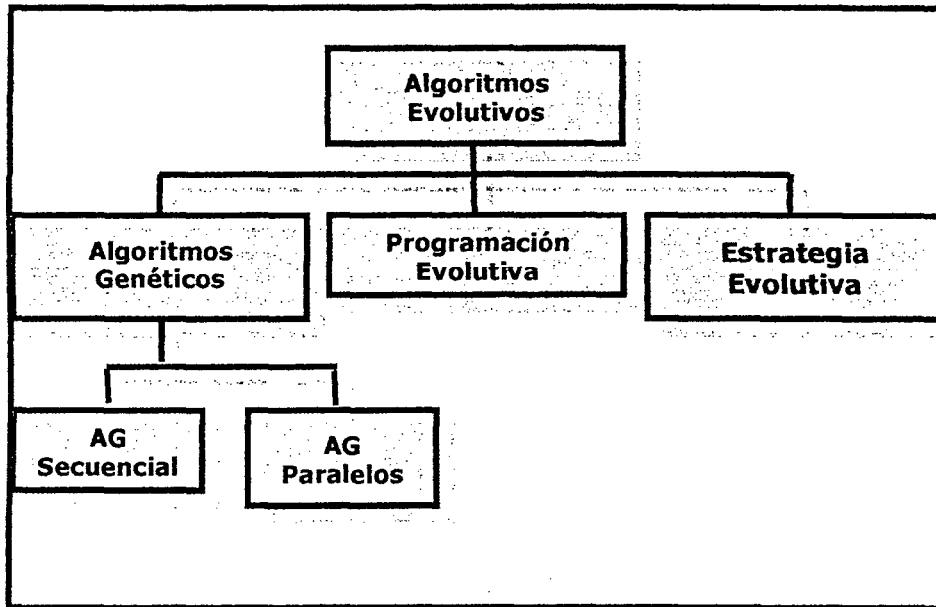 Algoritmos
Evolutivos
Algoritmos
Genéticos
Programación
Evolutiva
Estrategia
Evolutiva
AG
Secuencial
AG
Paralelos